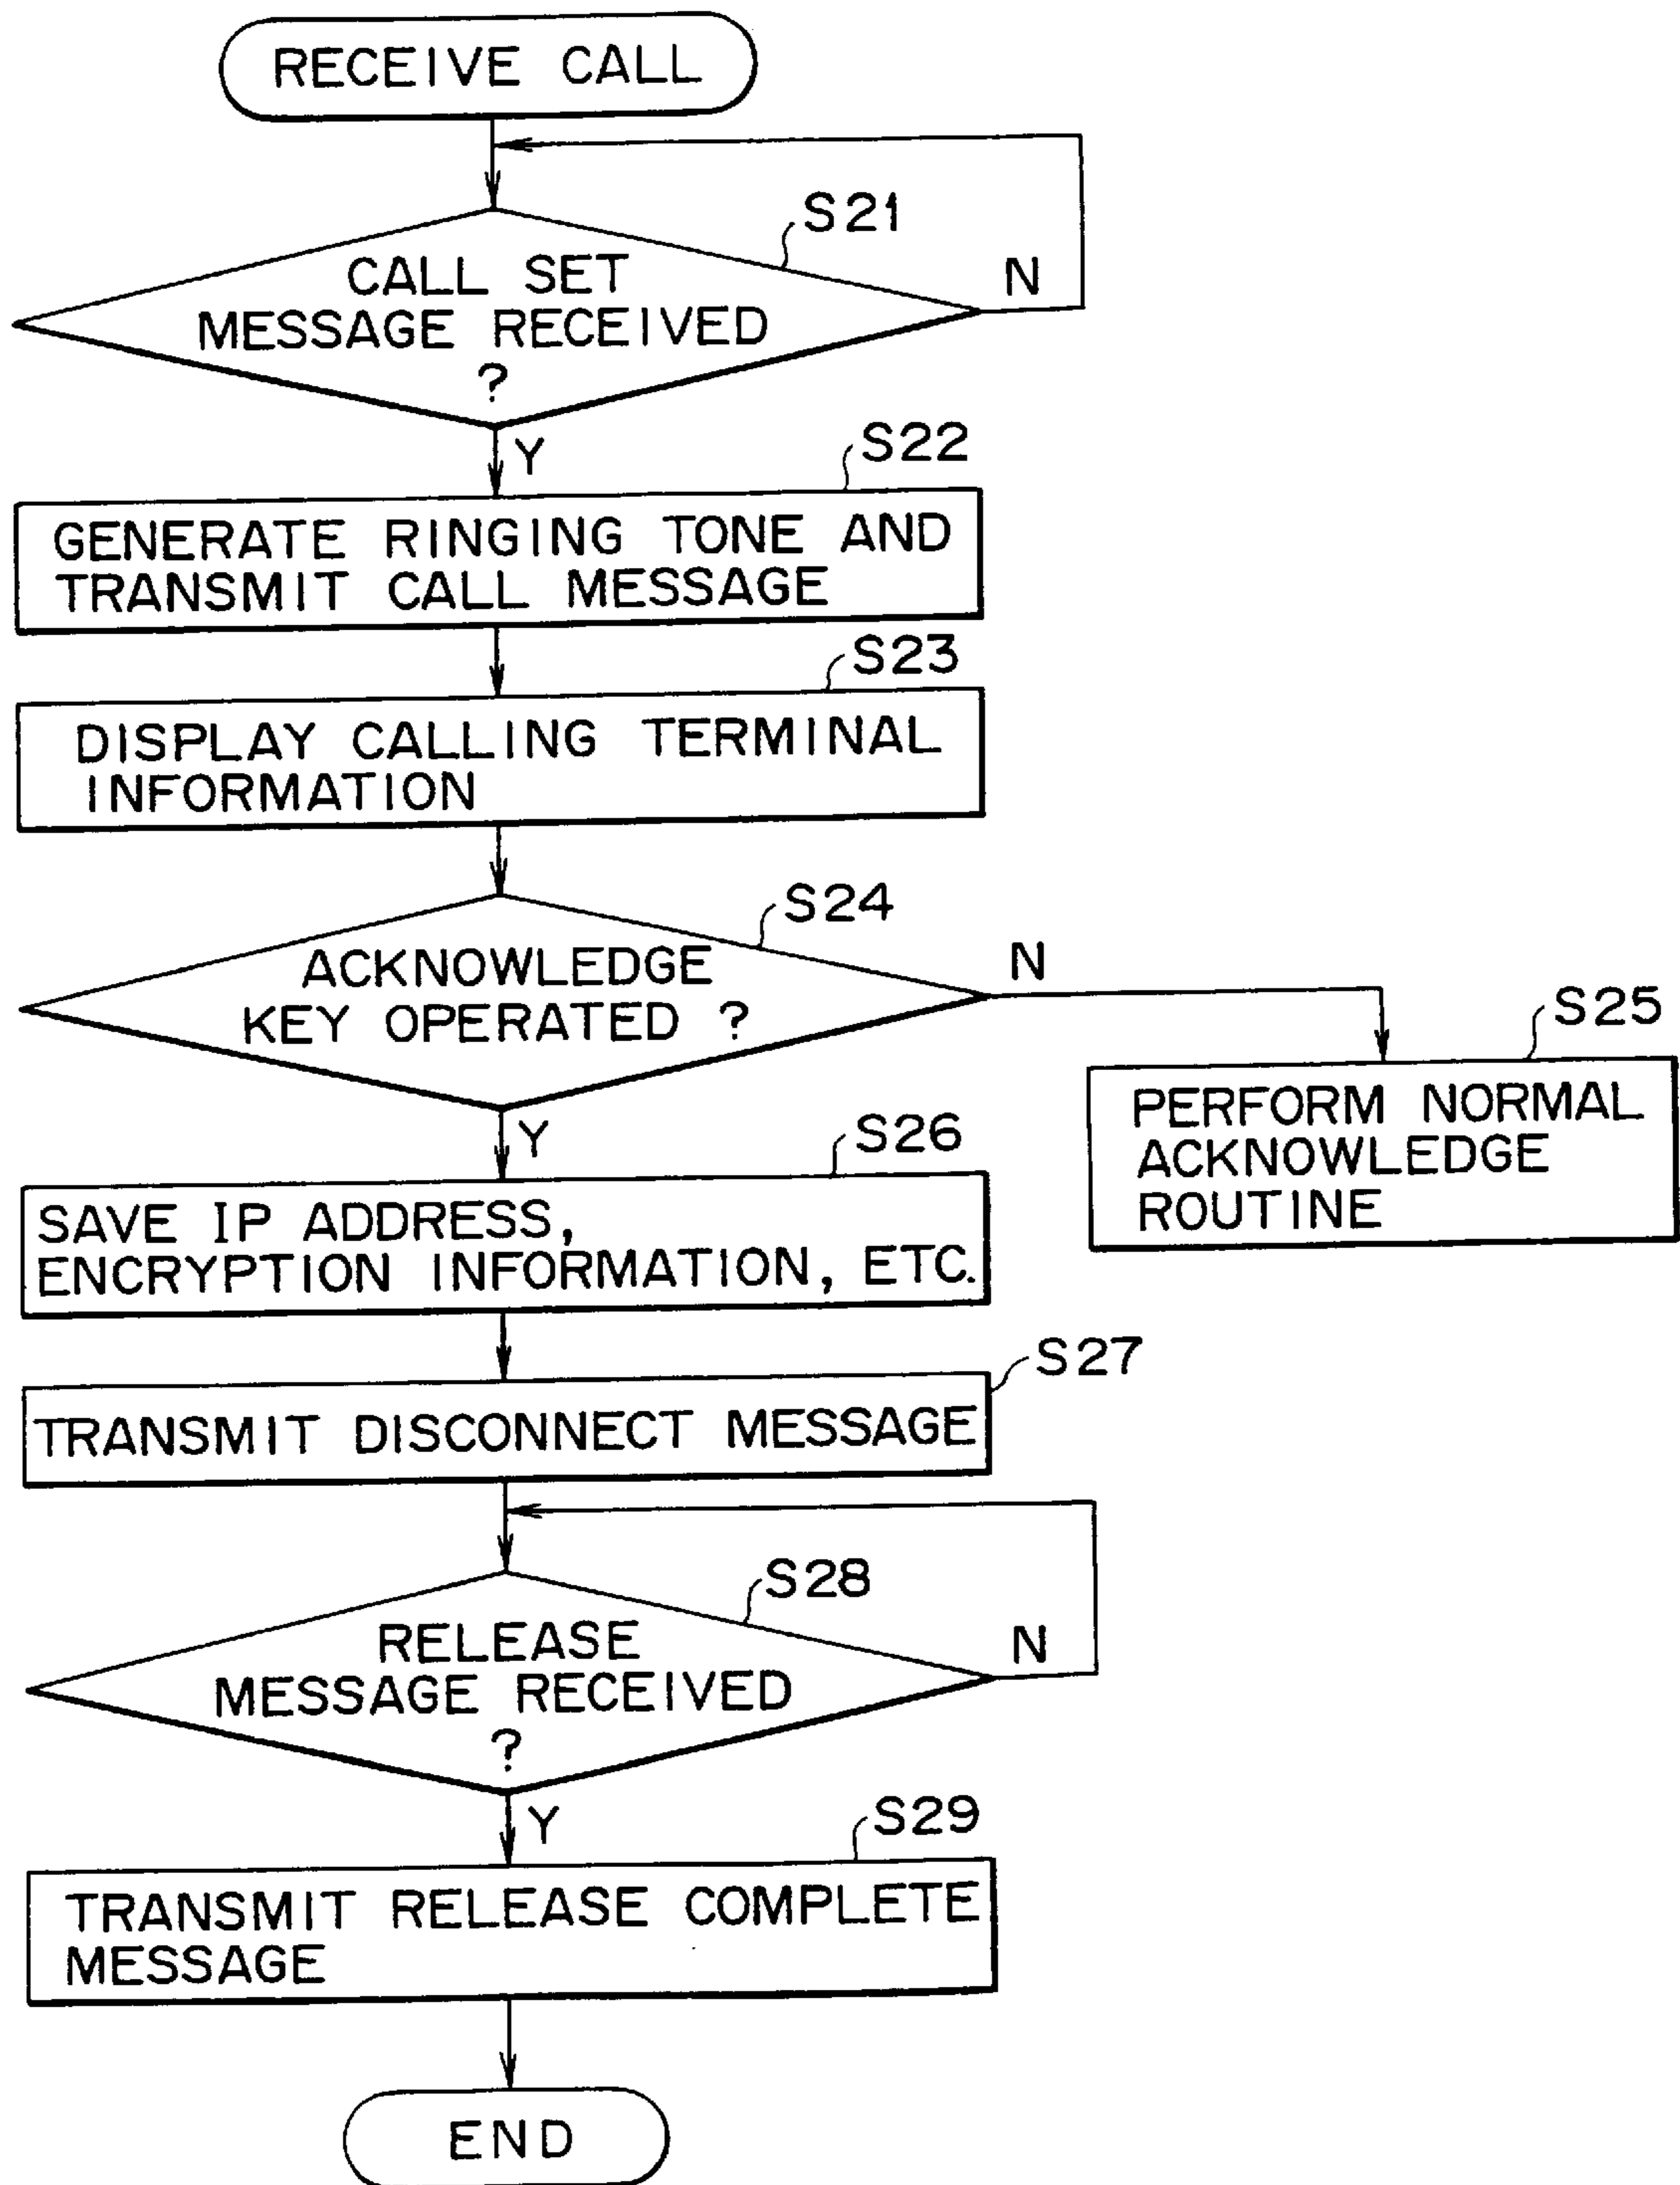 RECEIVE CALL
S21
CALL SET
MESSAGE RECEIVED
?
N
Y
S22
GENERATE RINGING TONE AND
TRANSMIT CALL MESSAGE
S23
DISPLAY CALLING TERMINAL
INFORMATION
S24
ACKNOWLEDGE
KEY OPERATED ?
N
S25
PERFORM NORMAL
ACKNOWLEDGE
ROUTINE
Y
S26
SAVE IP ADDRESS,
ENCRYPTION INFORMATION, ETC.
S27
TRANSMIT DISCONNECT MESSAGE
S28
RELEASE
MESSAGE RECEIVED
?
N
Y
S29
TRANSMIT RELEASE COMPLETE
MESSAGE
END